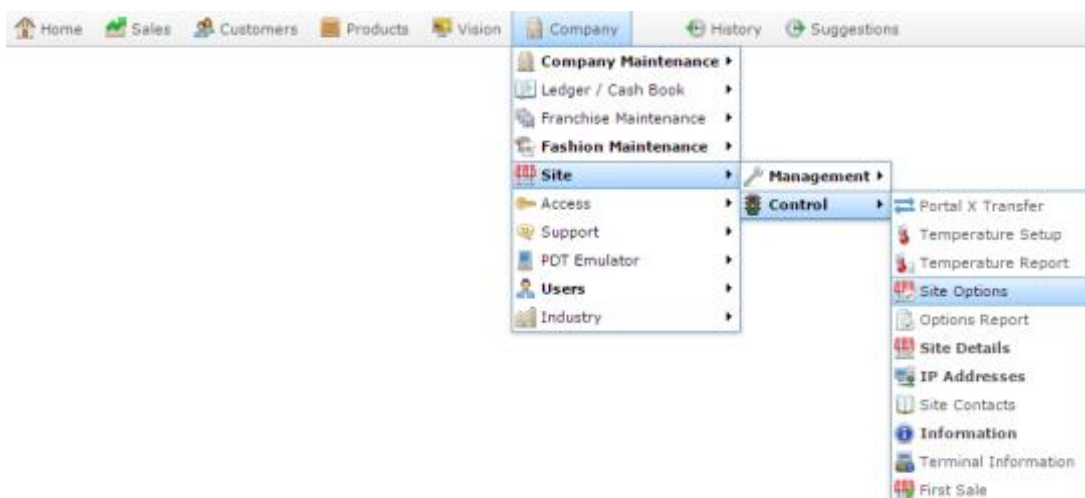 Home Sales Customers Products Vision Company History Suggestions
Company Maintenance
Ledger / Cash Book
Franchise Maintenance
Fashion Maintenance
Site
Management
Access
Control
Portal X Transfer
Support
Temperature Setup
PDT Emulator
Temperature Report
Users
Site Options
Industry
Options Report
Site Details
IP Addresses
Site Contacts
Information
Terminal Information
First Sale